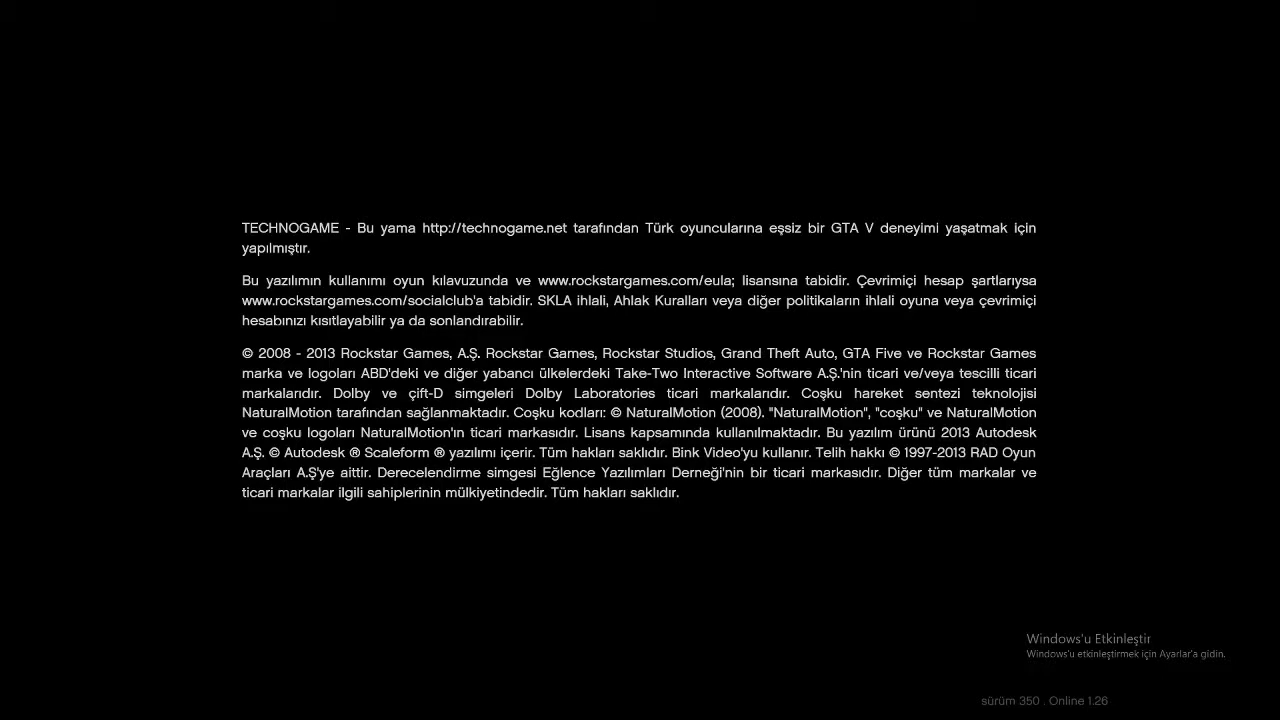 TECHNOGAME - Bu yama http://technogame.net tarafından Türk oyuncularına eşsiz bir GTA V deneyimi yaşatmak için
yapılmıştır.
Bu yazılımın kullanımı oyun kılavuzunda ve www.rockstargames.com/eula; lisansına tabidir. Çevrimiçi hesap şartlarıysa
www.rockstargames.com/socialclub'a tabidir. SKLA ihlali, Ahlak Kuralları veya diğer politikaların ihlali oyuna veya çevrimiçi
hesabınızı kısıtlayabilir ya da sonlandırabilir.
© 2008 - 2013 Rockstar Games, A.Ş. Rockstar Games, Rockstar Studios, Grand Theft Auto, GTA Five ve Rockstar Games
marka ve logoları ABD'deki ve diğer yabancı ülkelerdeki Take-Two Interactive Software A.Ş.'nin ticari ve/veya tescilli ticari
markalarıdır. Dolby ve çift-D simgeleri Dolby Laboratories ticari markalarıdır. Coşku hareket sentezi teknolojisi
NaturalMotion tarafından sağlanmaktadır. Coşku kodları: © NaturalMotion (2008). "NaturalMotion", "coşku" ve NaturalMotion
ve coşku logoları NaturalMotion'ın ticari markasıdır. Lisans kapsamında kullanılmaktadır. Bu yazılım ürünü 2013 Autodesk
A.Ş. © Autodesk ® Scaleform ® yazılımı içerir. Tüm hakları saklıdır. Bink Video'yu kullanır. Telih hakkı © 1997-2013 RAD Oyun
Araçları A.Ş'ye aittir. Derecelendirme simgesi Eğlence Yazılımları Derneği'nin bir ticari markasıdır. Diğer tüm markalar ve
ticari markalar ilgili sahiplerinin mülkiyetindedir. Tüm hakları saklıdır.
Windows'u Etkinleştir
Windows'u etkinleştirmek için Ayarlar'a gidin.
sürüm 350 . Online 1.26